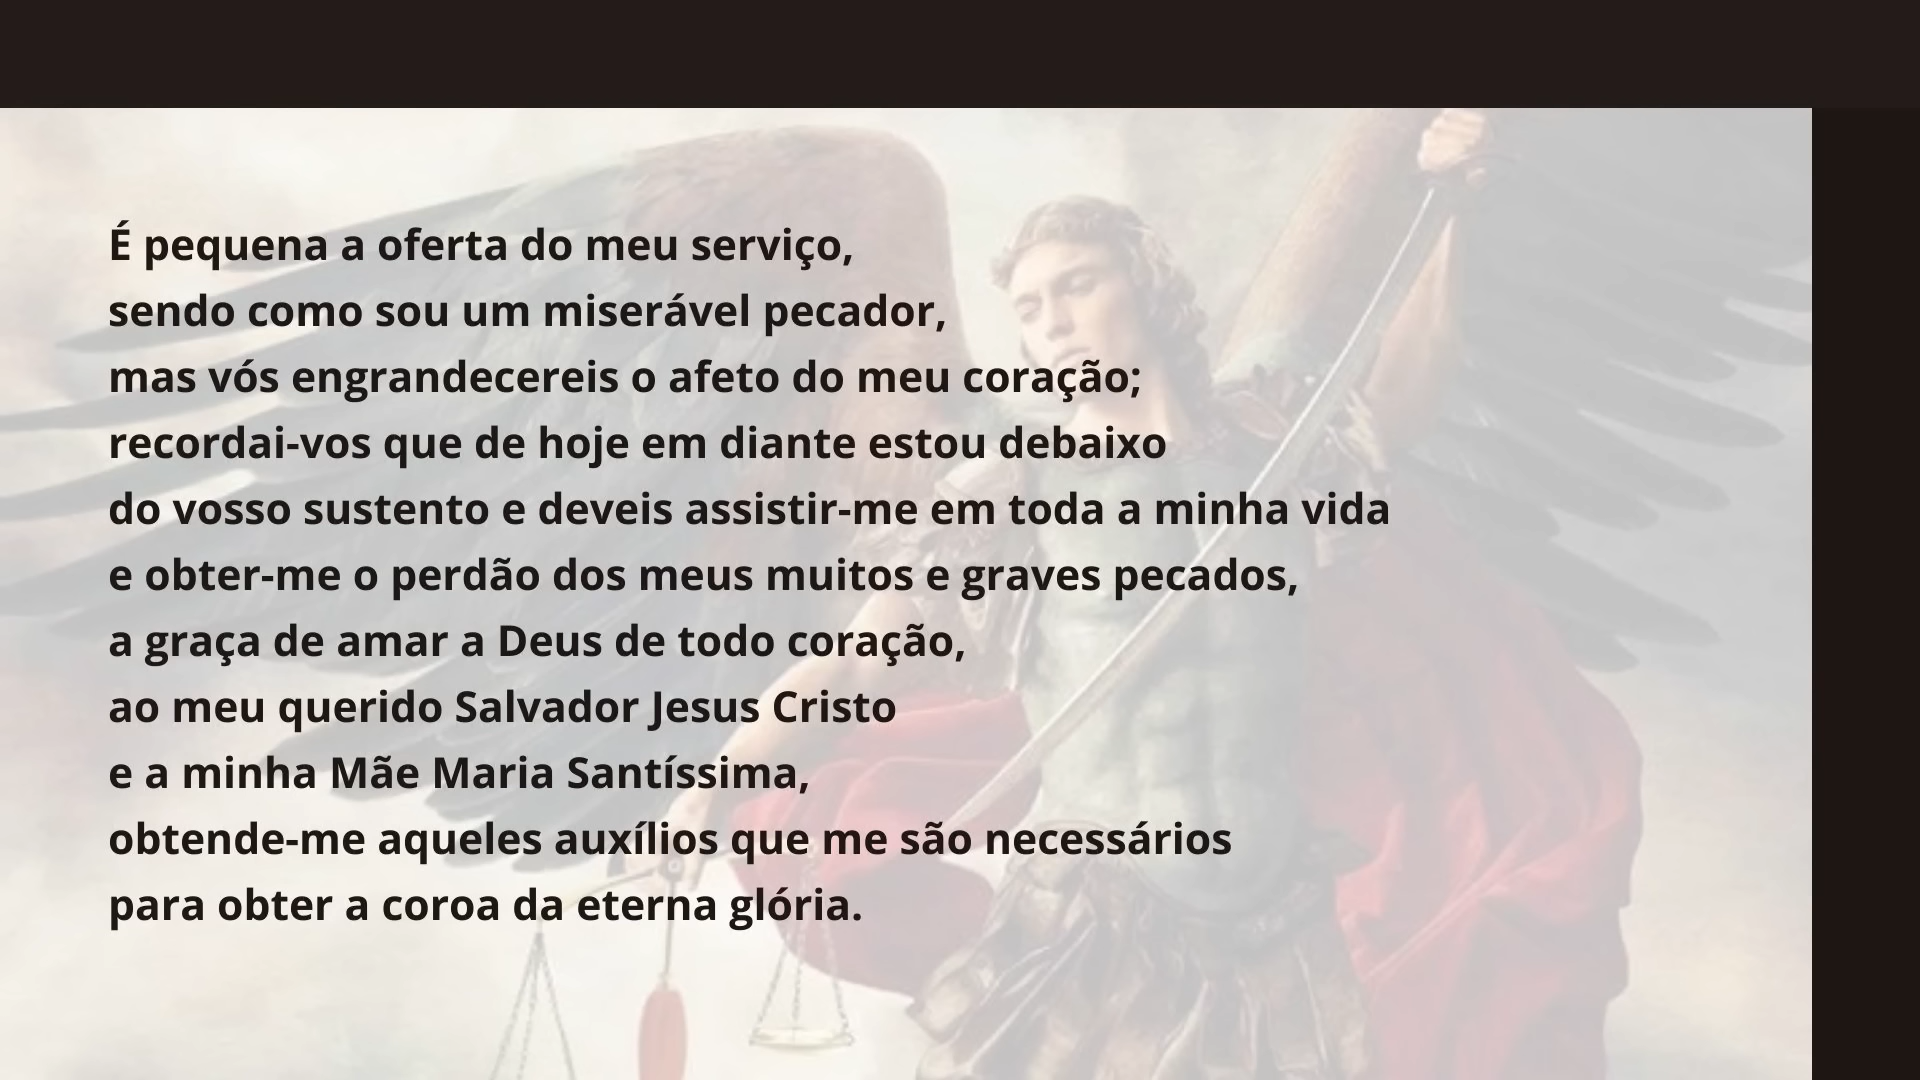 É pequena a oferta do meu serviço,
sendo como sou um miserável pecador,
mas vós engrandecereis o afeto do meu coração;
recordai-vos que de hoje em diante estou debaixo
do vosso sustento e deveis assistir-me em toda a minha vida
e obter-me o perdão dos meus muitos e graves pecados,
a graça de amar a Deus de todo coração,
ao meu querido Salvador Jesus Cristo
e a minha Mãe Maria Santíssima,
obtende-me aqueles auxílios que me são necessários
para obter a coroa da eterna glória.